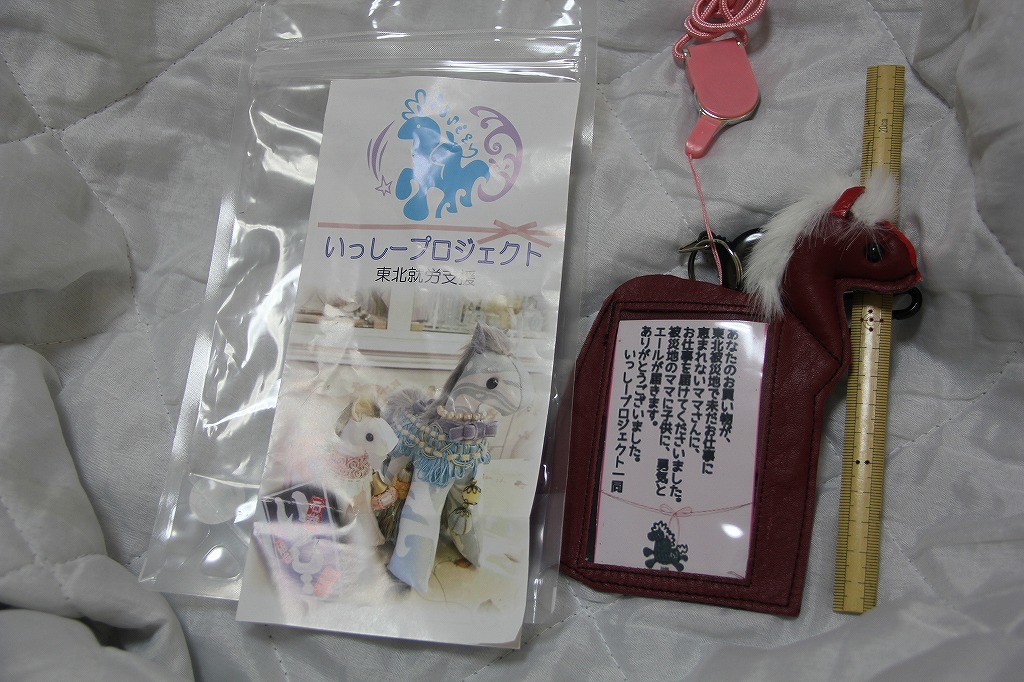 いっしープロジェクト
東北就労支援
あなたのお買い物が、
東北被災地で未だお仕事に
恵まれないママさんに、
お仕事を届けてくださいました。
被災地のママに子供に、勇気と
エールが届きます。
ありがとうございました。
いっしープロジェクト一同
20cm